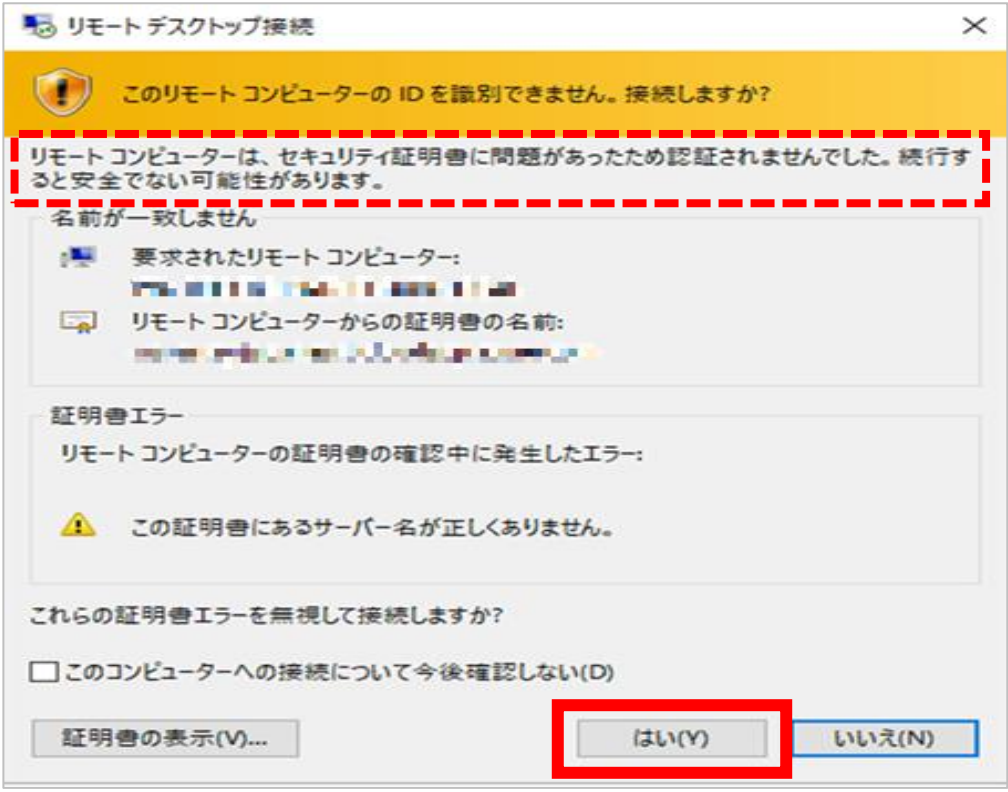 リモート デスクトップ接続
このリモート コンピューターの ID を識別できません。接続しますか?
リモート コンピューターは、セキュリティ証明書に問題があったため認証されませんでした。続行す
ると安全でない可能性があります。
名前が一致しません
要求されたリモート コンピューター:
リモート コンピューターからの証明書の名前:
証明書エラー
リモート コンピューターの証明書の確認中に発生したエラー:
この証明書にあるサーバー名が正しくありません。
これらの証明書エラーを無視して接続しますか?
このコンピューターへの接続について今後確認しない(D)
証明書の表示(V)...
はい(Y)
いいえ(N)